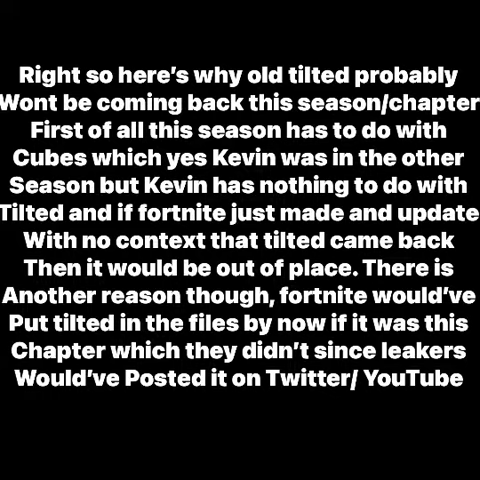 Right so here's why old tilted probably
Wont be coming back this season/chapter
First of all this season has to do with
Cubes which yes Kevin was in the other
Season but Kevin has nothing to do with
Tilted and if fortnite just made and update
With no context that tilted came back
Then it would be out of place. There is
Another reason though, fortnite would've
Put tilted in the files by now if it was this
Chapter which they didn't since leakers
Would've Posted it on Twitter/ YouTube